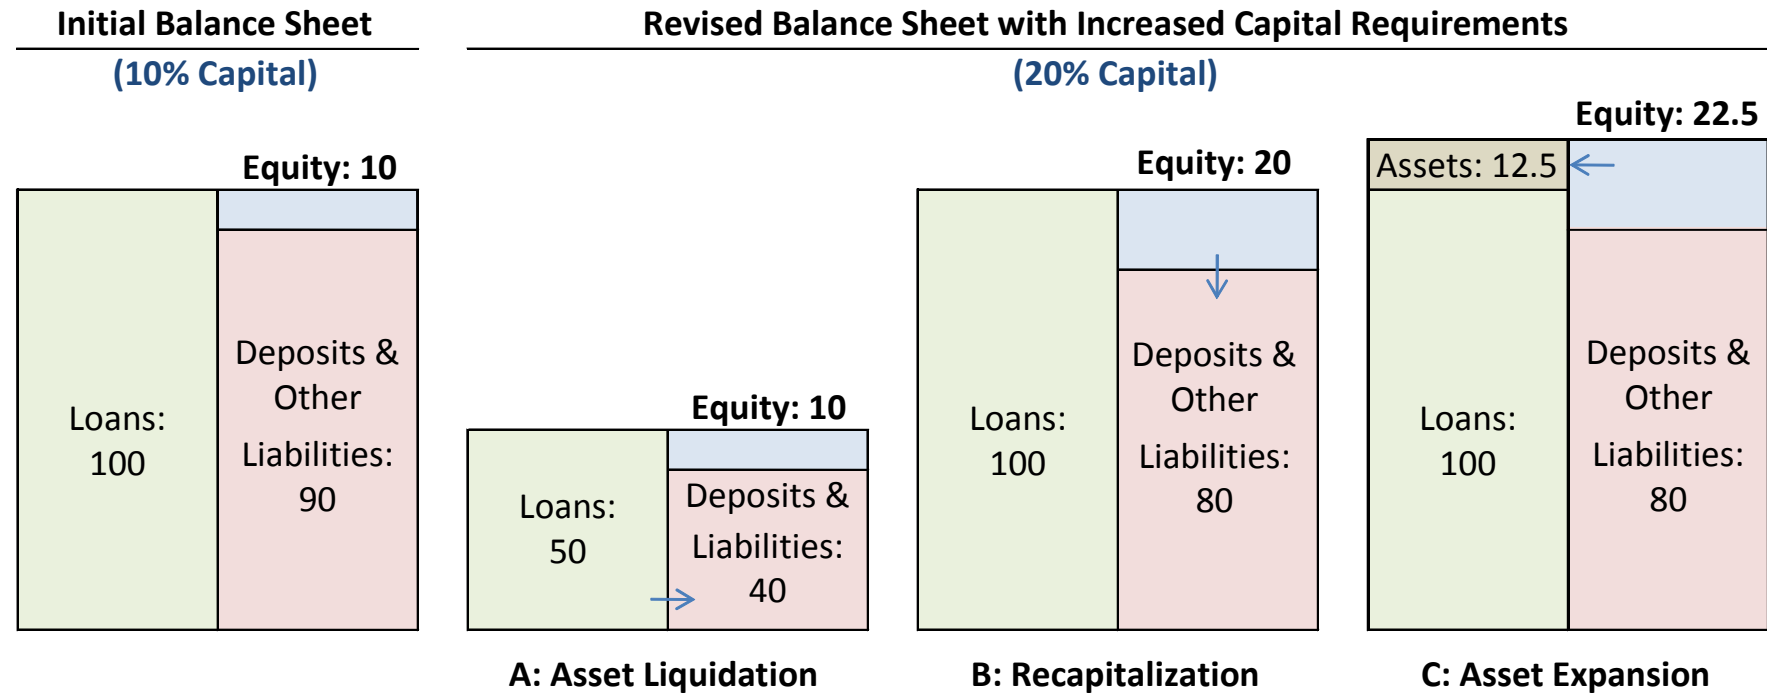 Initial Balance Sheet
Revised Balance Sheet with Increased Capital Requirements
(10% Capital)
(20% Capital)
Equity: 10
Loans:
100
Deposits &
Other
Liabilities:
90
Equity: 10
Loans:
50
Deposits &
Liabilities:
40
A: Asset Liquidation
Equity: 20
Loans:
100
Deposits &
Other
Liabilities:
80
B: Recapitalization
Equity: 22.5
Assets: 12.5
Loans:
100
Deposits &
Other
Liabilities:
80
C: Asset Expansion